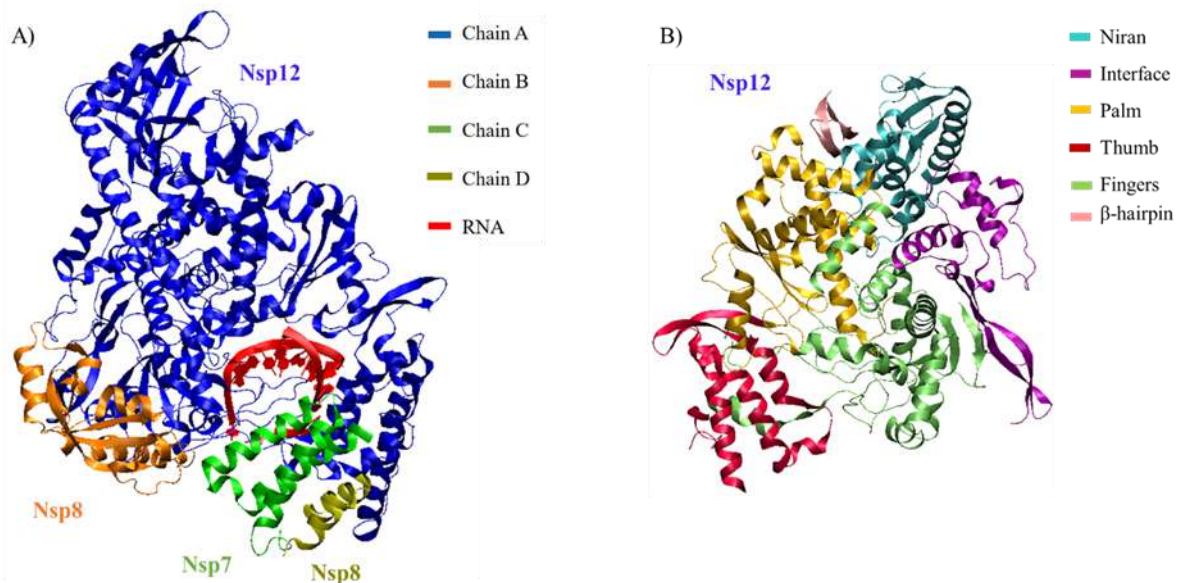 A)
Nsp12
Chain A
Chain B
Chain C
Chain D
RNA
Nsp8
Nsp7
Nsp8
B)
Nsp12
Niran
Interface
Palm
Thumb
Fingers
β-hairpin